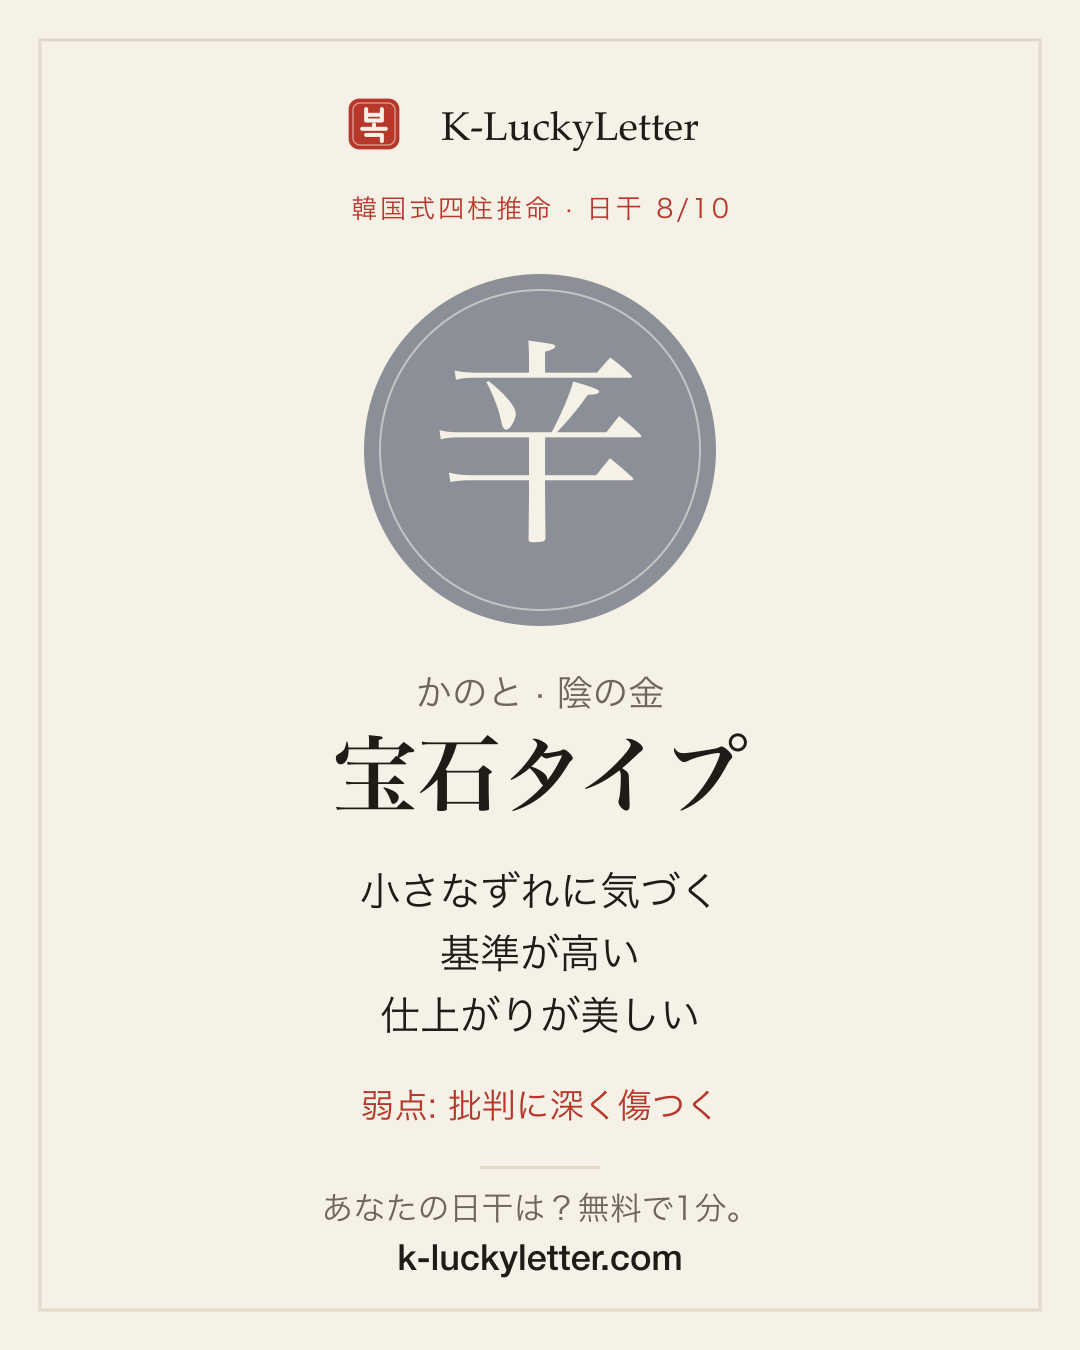 복 K-LuckyLetter
韓国式四柱推命 · 日干 8/10
辛
かのと · 陰の金
宝石タイプ
小さなずれに気づく
基準が高い
仕上がりが美しい
弱点: 批判に深く傷つく
あなたの日干は？無料で1分。
k-luckyletter.com